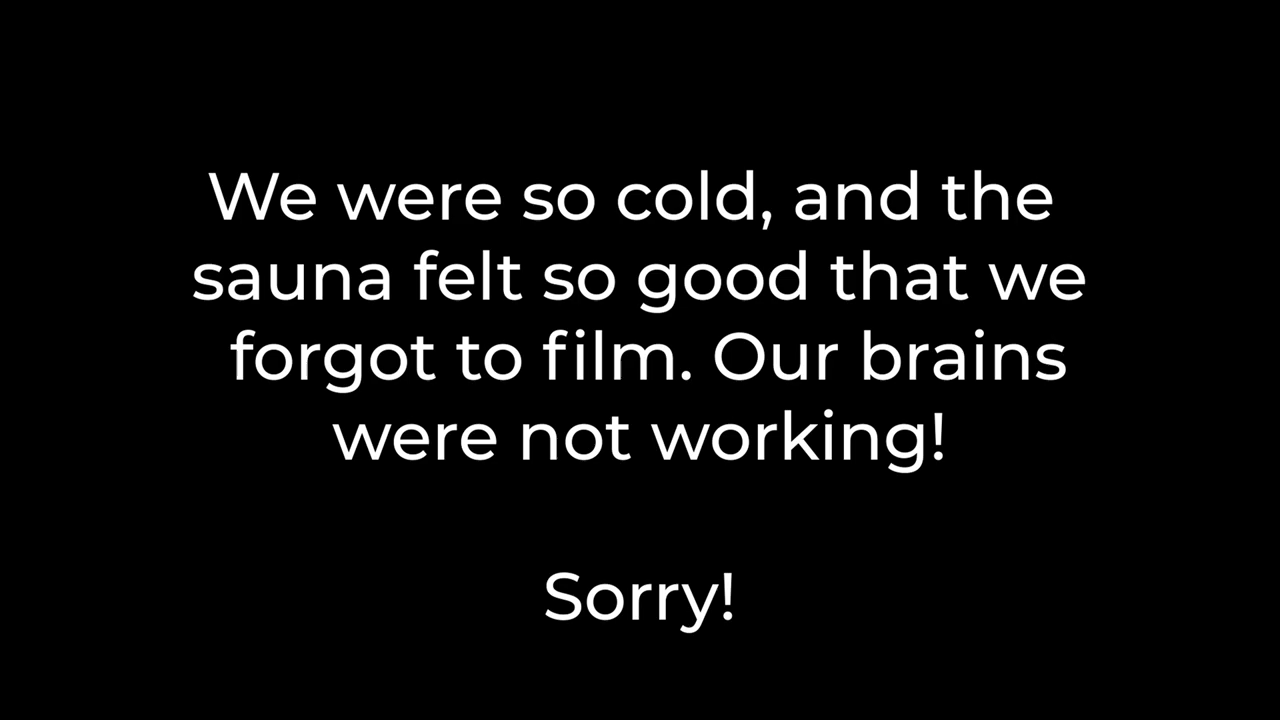 We were so cold, and the
sauna felt so good that we
forgot to film. Our brains
were not working!
Sorry!